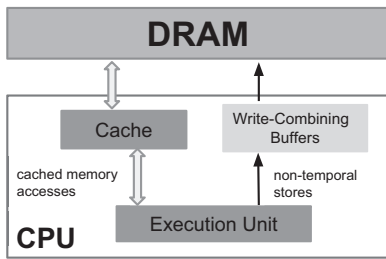 DRAM
Cache
Write-Combining
Buffers
cached memory
accesses
non-temporal
stores
Execution Unit
CPU